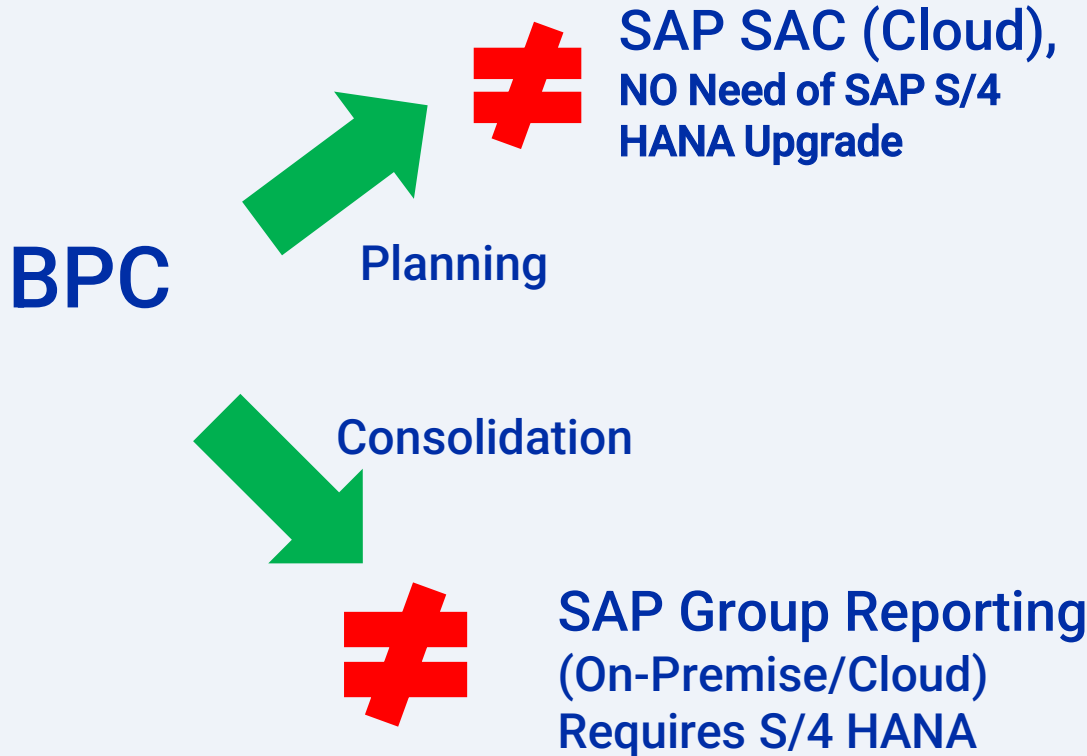 SAP SAC (Cloud),
NO Need of SAP S/4
HANA Upgrade
BPC
Planning
Consolidation
SAP Group Reporting
(On-Premise/Cloud)
Requires S/4 HANA